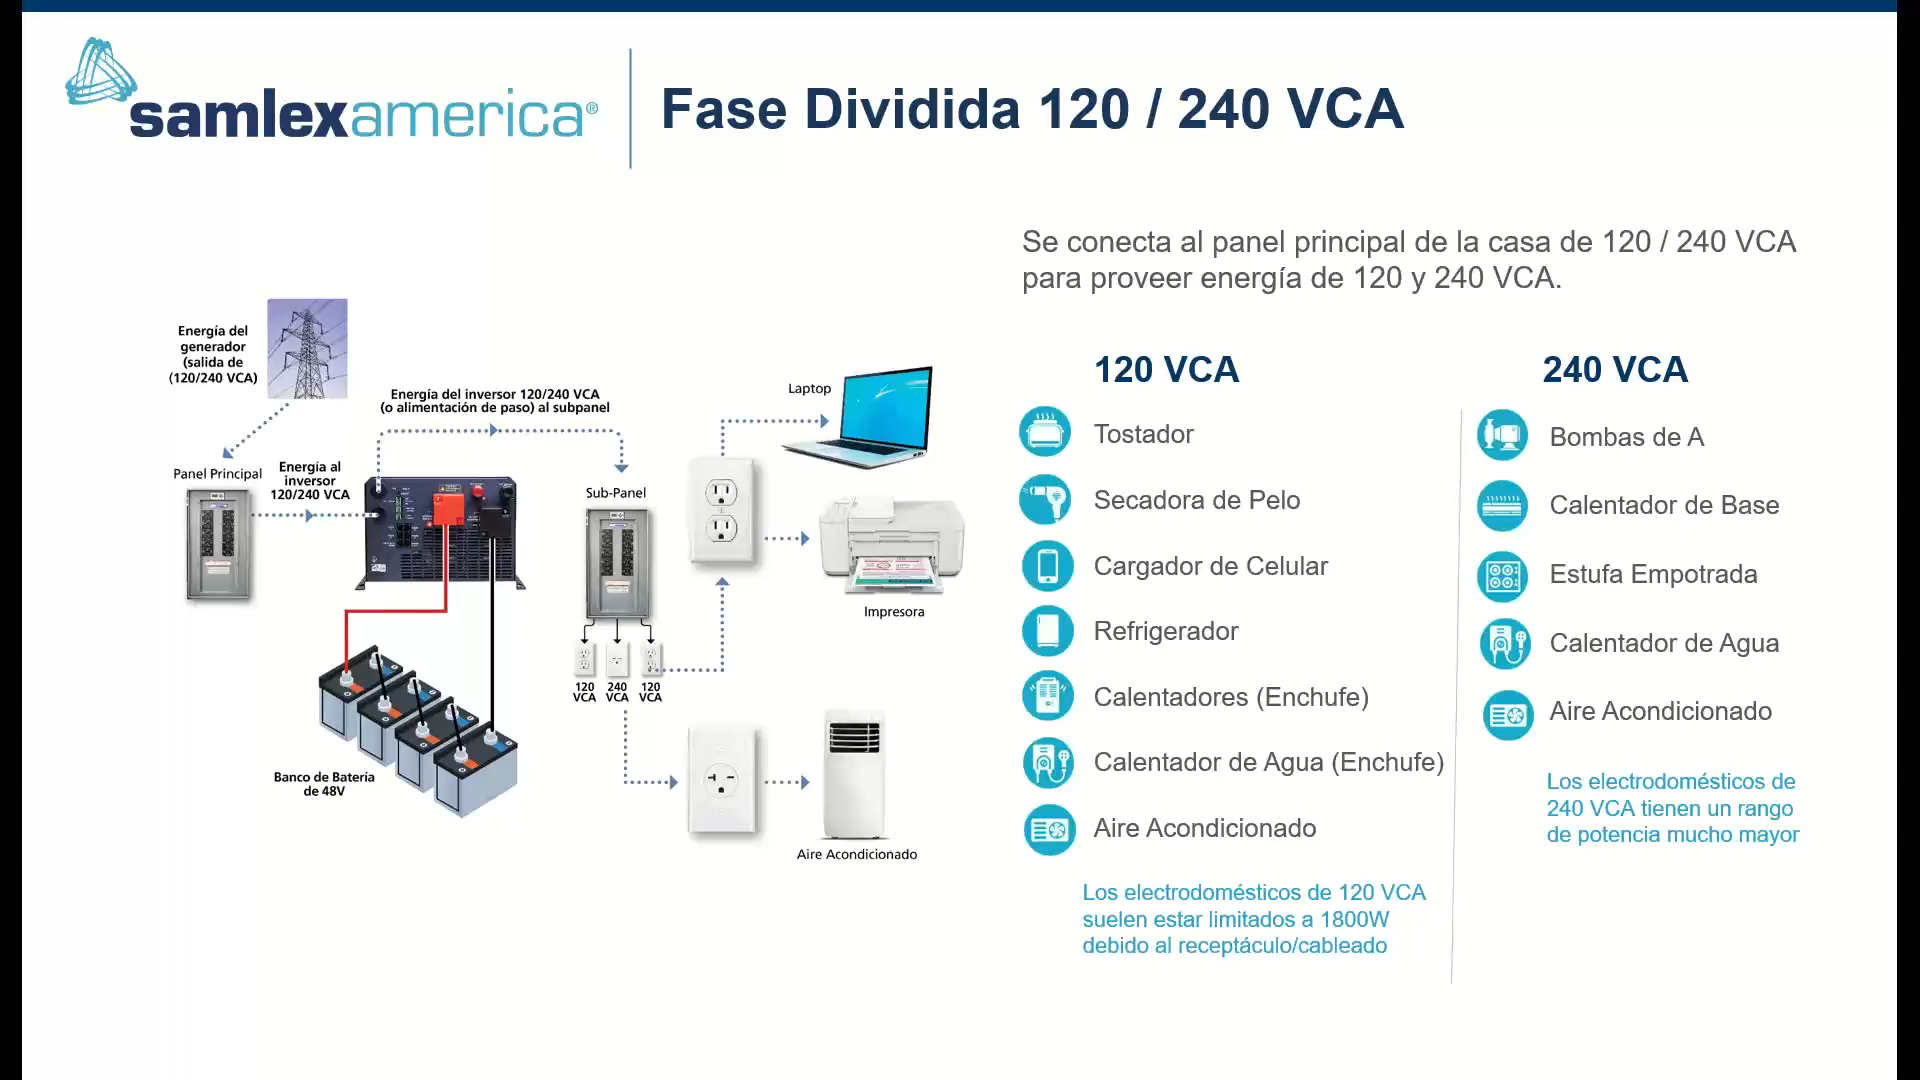 samlexamerica®
Fase Dividida 120 / 240 VCA
Se conecta al panel principal de la casa de 120 / 240 VCA
para proveer energía de 120 y 240 VCA.
Energía del
generador
(salida de
(120/240 VCA)
Energía del inversor 120/240 VCA
(o alimentación de paso) al subpanel
Laptop
Panel Principal
Energía al
inversor
120/240 VCA
Sub-Panel
Impresora
120
VCA
240
VCA
120
VCA
Banco de Batería
de 48V
Aire Acondicionado
120 VCA
Tostador
Secadora de Pelo
Cargador de Celular
Refrigerador
Calentadores (Enchufe)
Calentador de Agua (Enchufe)
Aire Acondicionado
Los electrodomésticos de 120 VCA
suelen estar limitados a 1800W
debido al receptáculo/cableado
240 VCA
Bombas de A
Calentador de Base
Estufa Empotrada
Calentador de Agua
Aire Acondicionado
Los electrodomésticos de
240 VCA tienen un rango
de potencia mucho mayor